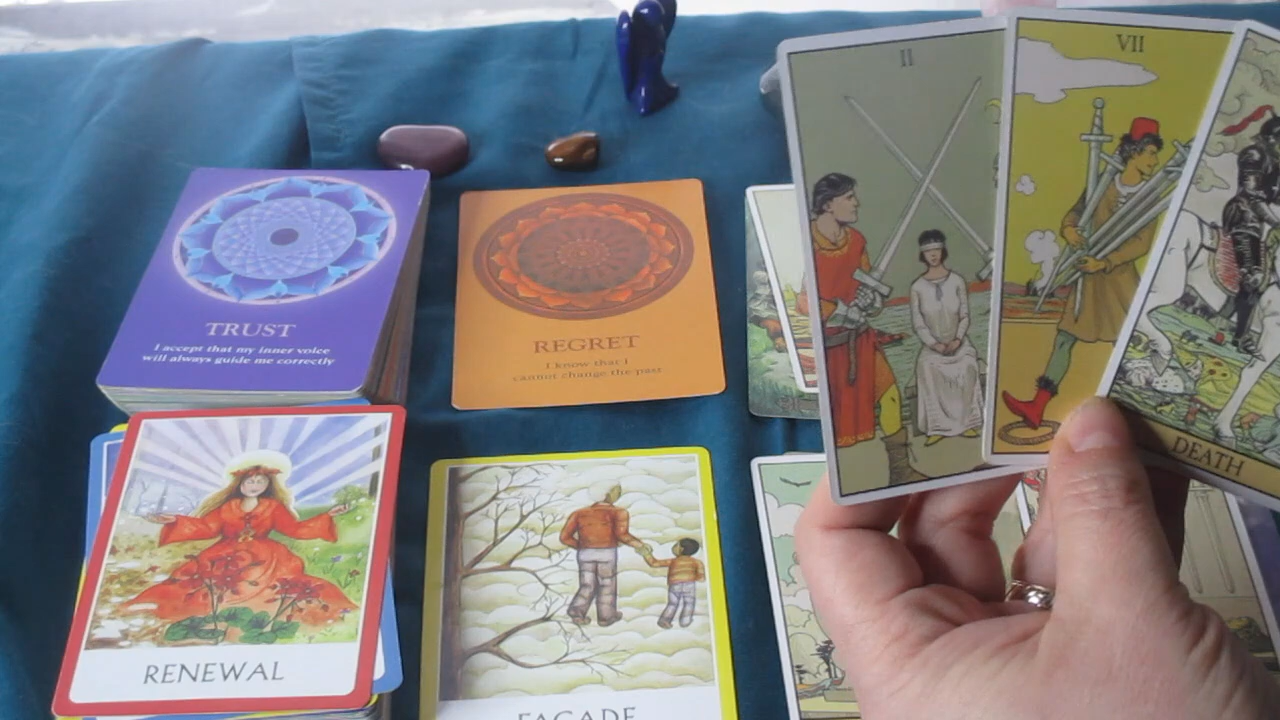 II
VII
DEATH
TRUST
I accept that my inner voice
will always guide me correctly
REGRET
I know that I
cannot change the past
RENEWAL
FACADE